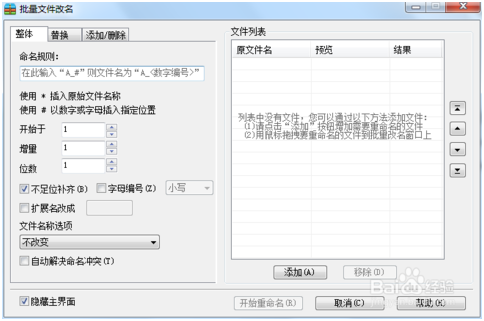 批量文件改名
整体 替换 添加/删除
命名规则:
在此输入“A_#”则文件名为“A_<数字编号>”
使用 * 插入原始文件名称
使用 # 以数字或字母插入指定位置
开始于 1
增量 1
位数 1
不足位补齐(B) 字母编号(Z) 小写
扩展名改成
文件名称选项
不改变
自动解决命名冲突(T)
隐藏主界面
文件列表
原文件名 预览 结果
列表中没有文件，您可以通过以下方法添加文件:
(1)请点击“添加”按钮增加需要重命名的文件
(2)用鼠标拖拽要重命名的文件到批量改名窗口上
添加(A) 移除(D)
开始重命名(R) 取消(C) 帮助(H)
Baidu经验